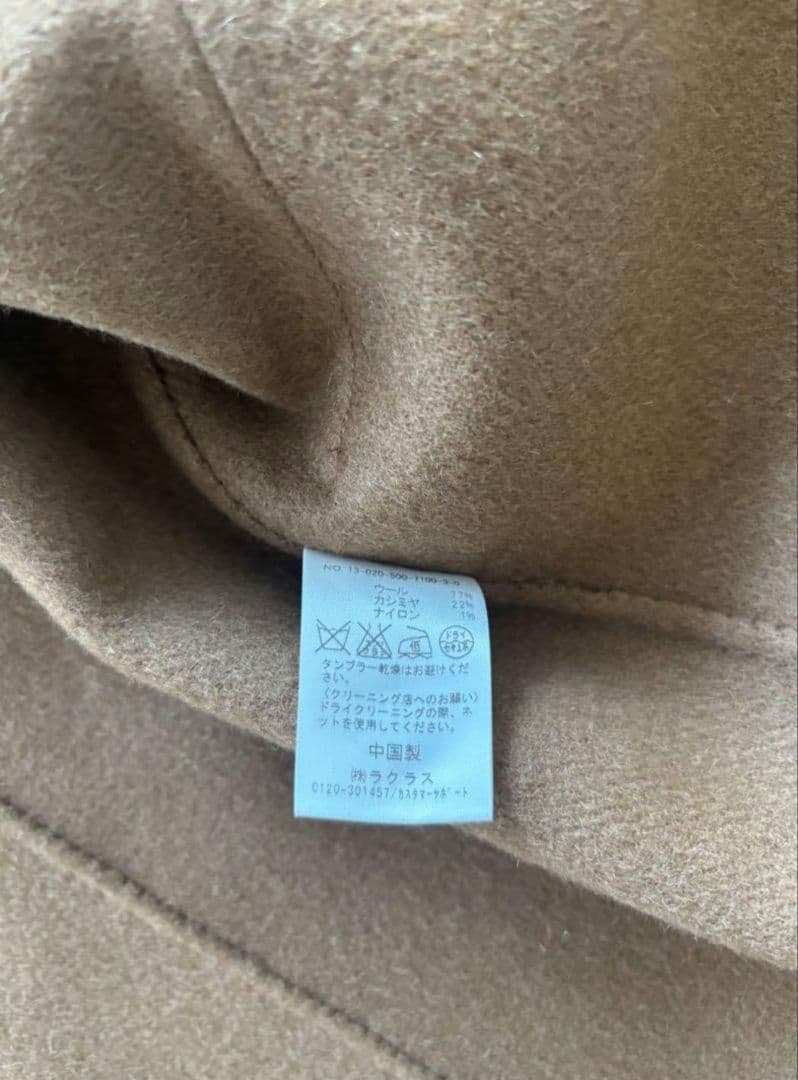 NO. 13-020-500-1100-3-0
ウール 77%
カシミヤ 22%
ナイロン 1%
低 ドライ セキユ系
タンブラー乾燥はお避けくだ
さい。
〈クリーニング店へのお願い〉
ドライクリーニングの際、ネ
ットを使用してください。
中国製
㈱ラクラス
0120-301457/カスタマーサポート